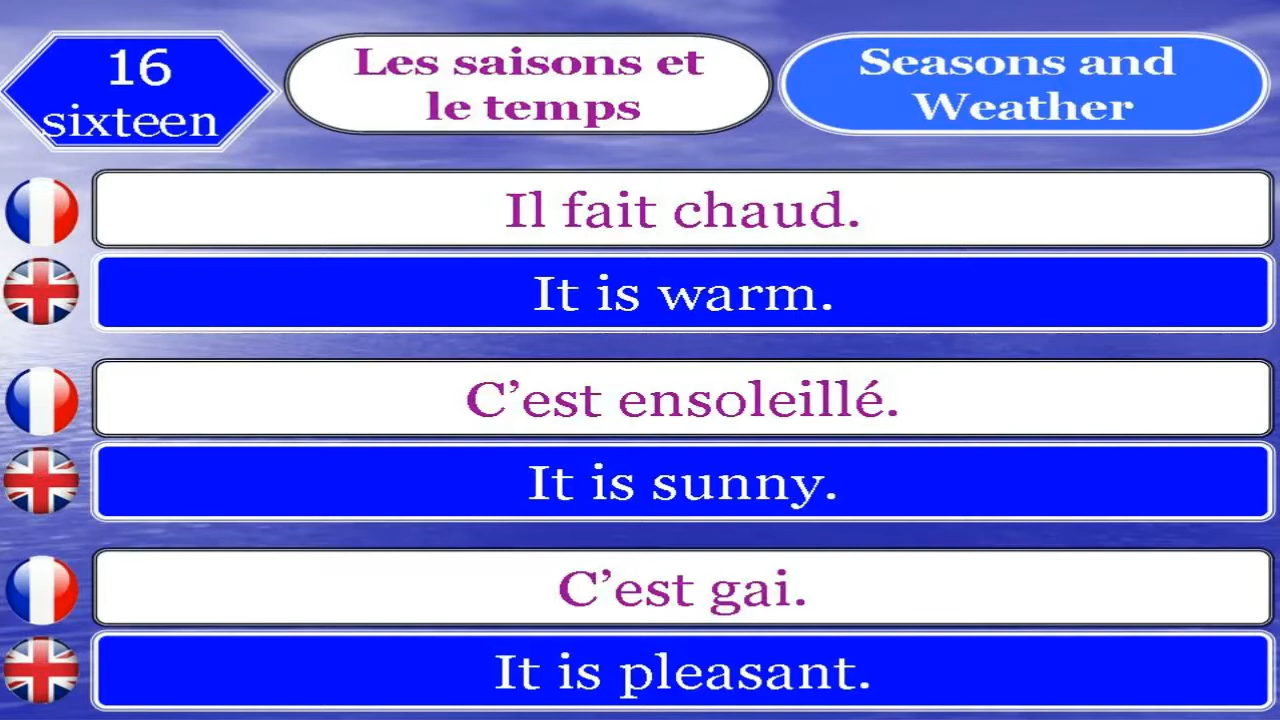 16
sixteen
Les saisons et
le temps
Seasons and
Weather
Il fait chaud.
It is warm.
C’est ensoleillé.
It is sunny.
C’est gai.
It is pleasant.